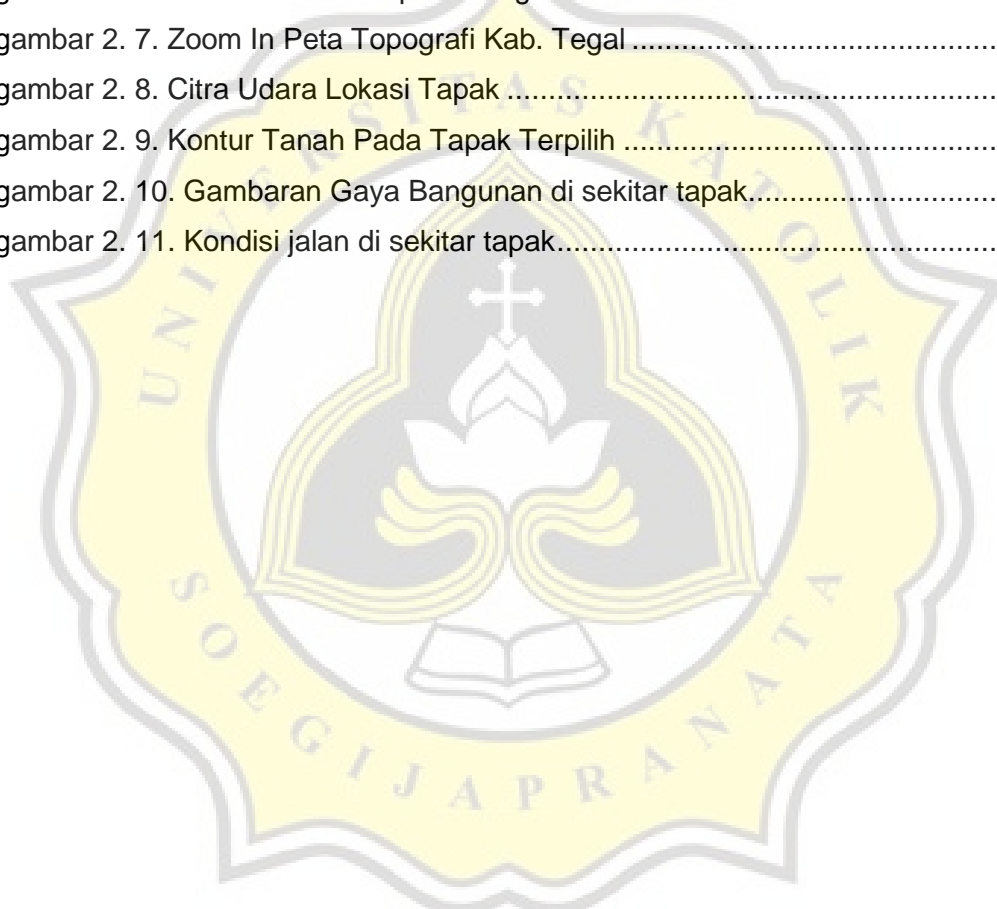 gambar 2. 7. Zoom In Peta Topografi Kab. Tegal ............................................
gambar 2. 8. Citra Udara Lokasi Tapak ............................................................
gambar 2. 9. Kontur Tanah Pada Tapak Terpilih .............................................
gambar 2. 10. Gambaran Gaya Bangunan di sekitar tapak..............................
gambar 2. 11. Kondisi jalan di sekitar tapak......................................................
UNIVERSITAS KATOLIK
SOEGIJAPRANATA